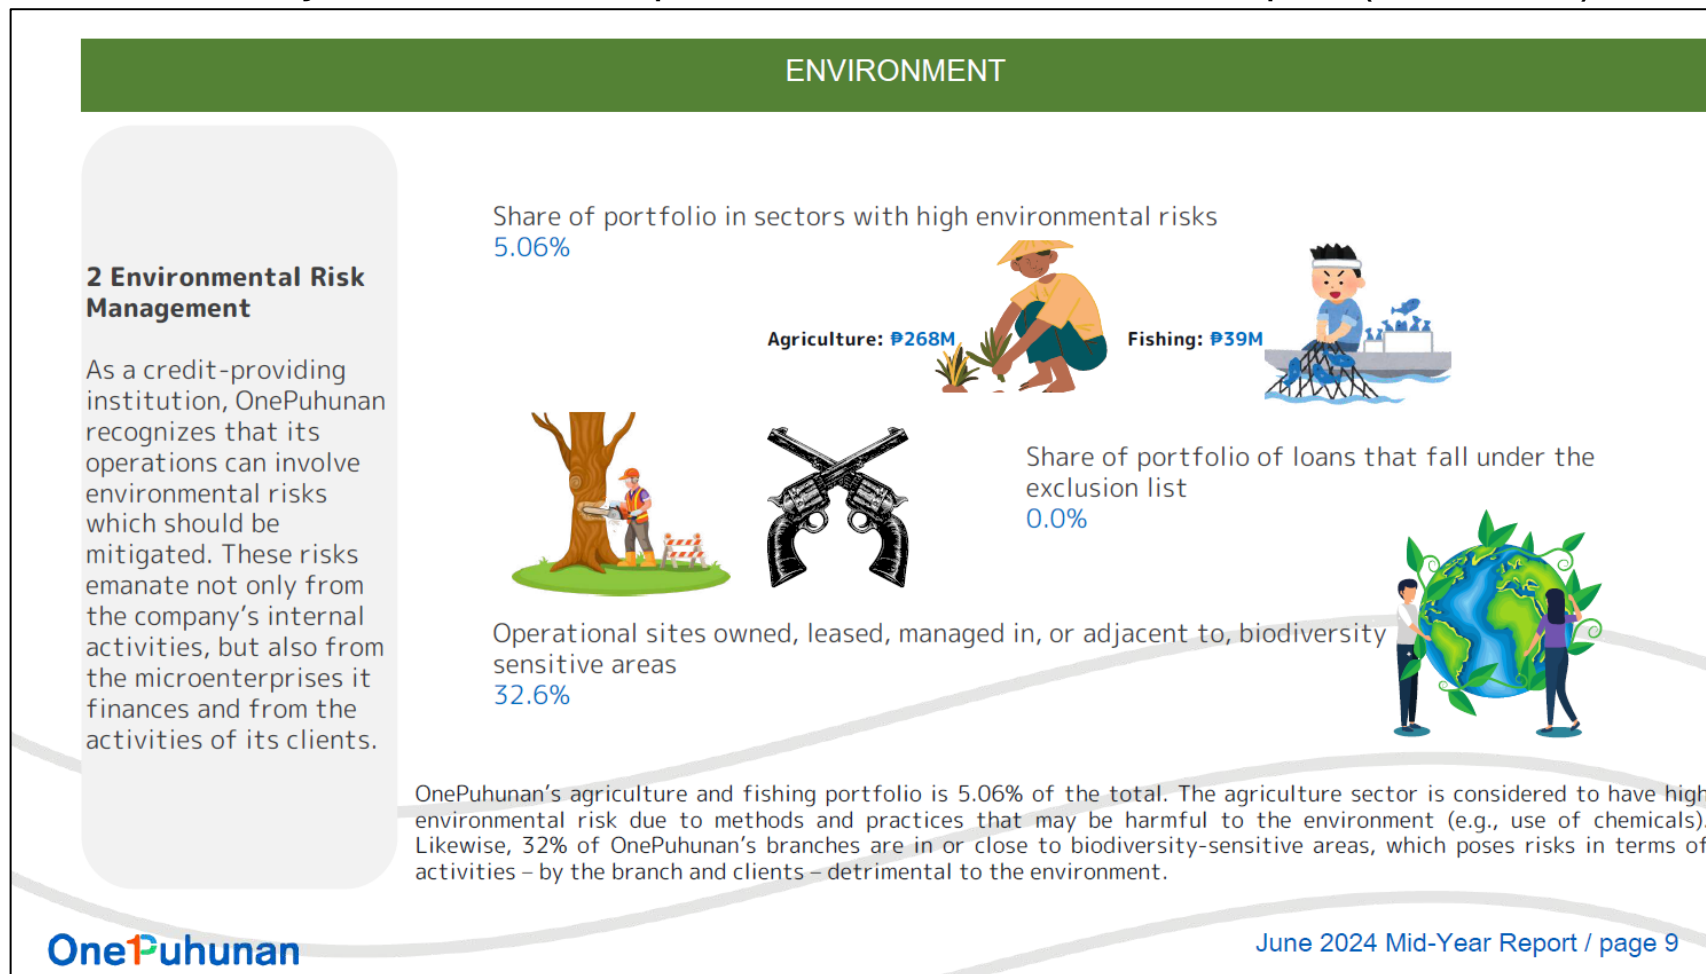 ENVIRONMENT
2 Environmental Risk
Management
As a credit-providing
institution, OnePuhunan
recognizes that its
operations can involve
environmental risks
which should be
mitigated. These risks
emanate not only from
the company’s internal
activities, but also from
the microenterprises it
finances and from the
activities of its clients.
Share of portfolio in sectors with high environmental risks
5.06%
Agriculture: ₱268M
Fishing: ₱39M
Share of portfolio of loans that fall under the
exclusion list
0.0%
Operational sites owned, leased, managed in, or adjacent to, biodiversity
sensitive areas
32.6%
OnePuhunan’s agriculture and fishing portfolio is 5.06% of the total. The agriculture sector is considered to have high
environmental risk due to methods and practices that may be harmful to the environment (e.g., use of chemicals).
Likewise, 32% of OnePuhunan’s branches are in or close to biodiversity-sensitive areas, which poses risks in terms of
activities – by the branch and clients – detrimental to the environment.
OnePuhunan
June 2024 Mid-Year Report / page 9